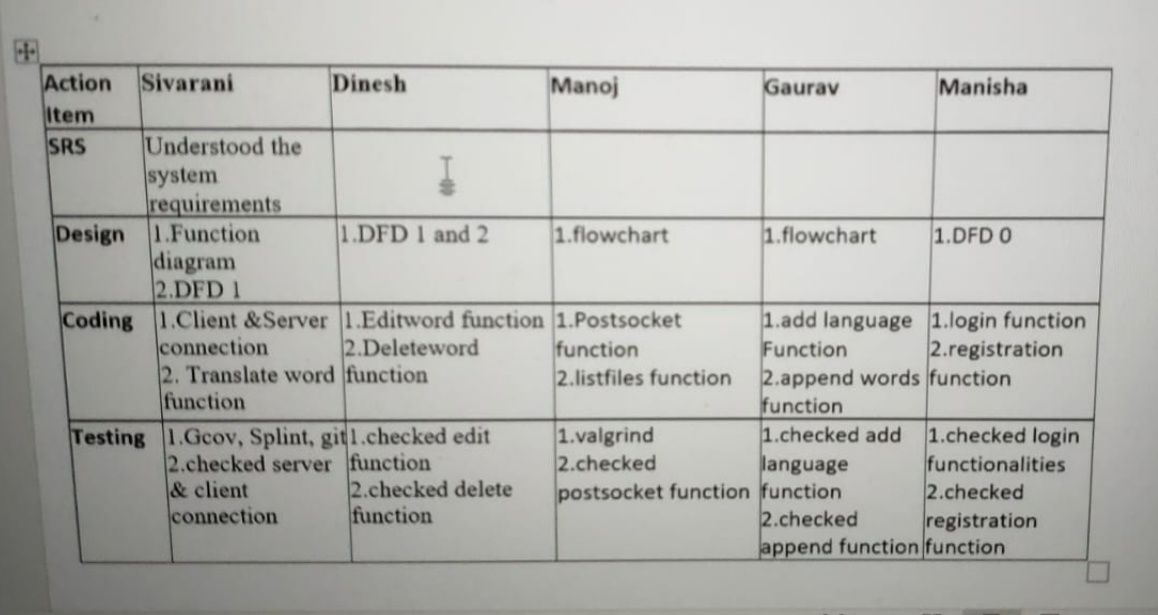 Action Item Sivarani Dinesh Manoj Gaurav Manisha
SRS
Understood the
system
requirements
Design
1.Function
diagram
2.DFD 1
1.DFD 1 and 2
1.flowchart
1.flowchart
1.DFD 0
Coding
1.Client &Server
connection
2. Translate word
function
1.Editword function
2.Deleteword
function
1.Postsocket
function
2.listfiles function
1.add language
Function
2.append words
function
1.login function
2.registration
function
Testing
1.Gcov, Splint, git
2.checked server
& client
connection
1.checked edit
function
2.checked delete
function
1.valgrind
2.checked
postsocket function
1.checked add
language
function
2.checked
append function
1.checked login
functionalities
2.checked
registration
function